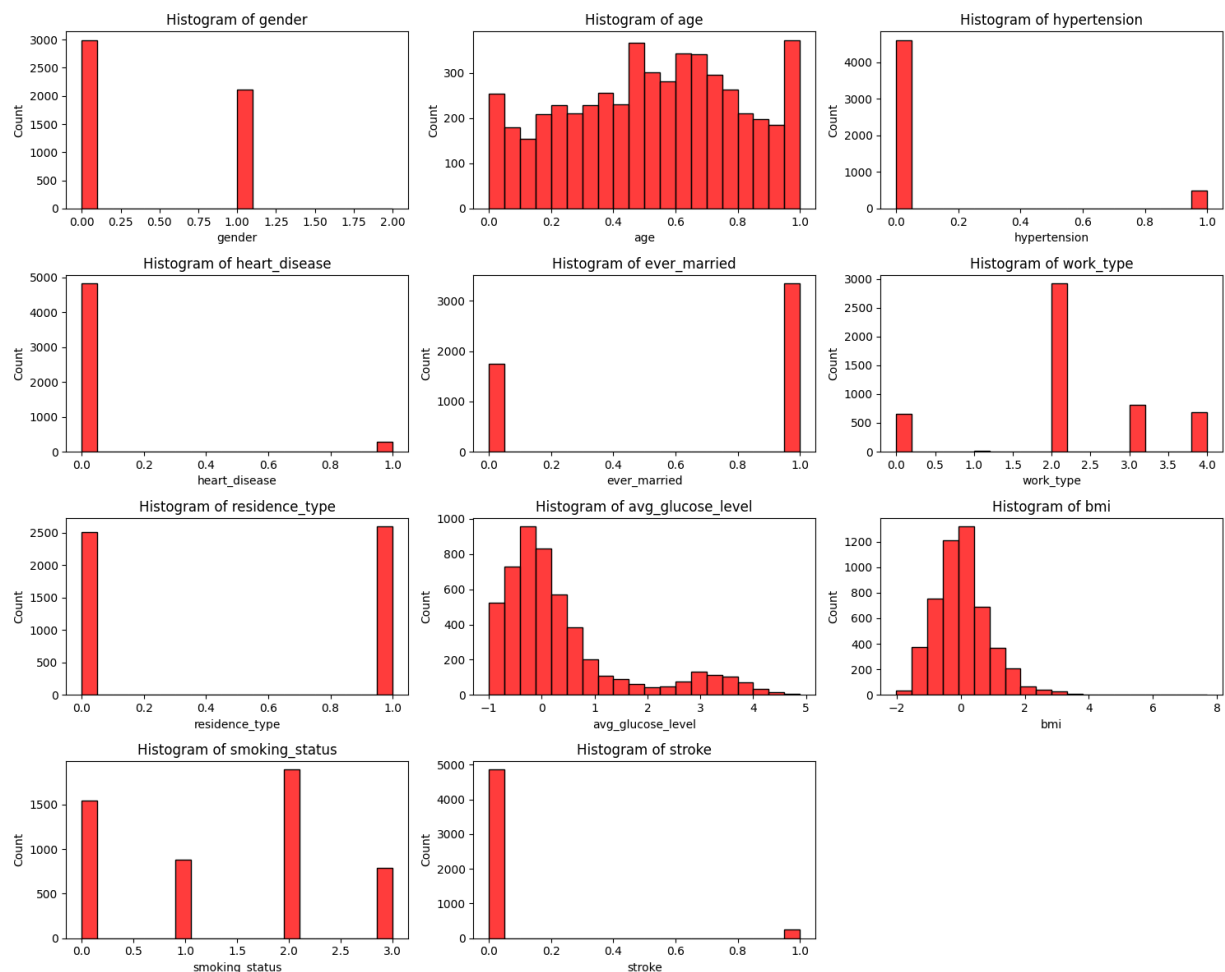 Histogram of gender
Count
3000
2500
2000
1500
1000
500
0
0.00 0.25 0.50 0.75 1.00 1.25 1.50 1.75 2.00
gender
Histogram of age
Count
300
200
100
0
0.0 0.2 0.4 0.6 0.8 1.0
age
Histogram of hypertension
Count
4000
3000
2000
1000
0
0.0 0.2 0.4 0.6 0.8 1.0
hypertension
Histogram of heart_disease
Count
5000
4000
3000
2000
1000
0
0.0 0.2 0.4 0.6 0.8 1.0
heart_disease
Histogram of ever_married
Count
3000
2000
1000
0
0.0 0.2 0.4 0.6 0.8 1.0
ever_married
Histogram of work_type
Count
3000
2500
2000
1500
1000
500
0
0.0 0.5 1.0 1.5 2.0 2.5 3.0 3.5 4.0
work_type
Histogram of residence_type
Count
2500
2000
1500
1000
500
0
0.0 0.2 0.4 0.6 0.8 1.0
residence_type
Histogram of avg_glucose_level
Count
1000
800
600
400
200
0
−1 0 1 2 3 4 5
avg_glucose_level
Histogram of bmi
Count
1200
1000
800
600
400
200
0
−2 0 2 4 6 8
bmi
Histogram of smoking_status
Count
1500
1000
500
0
0.0 0.5 1.0 1.5 2.0 2.5 3.0
smoking_status
Histogram of stroke
Count
5000
4000
3000
2000
1000
0
0.0 0.2 0.4 0.6 0.8 1.0
stroke